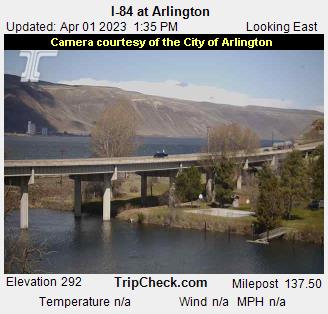 I-84 at Arlington
Updated: Apr 01 2023 1:35 PM Looking East
Camera courtesy of the City of Arlington
Elevation 292 TripCheck.com Milepost 137.50
Temperature n/a Wind n/a MPH n/a